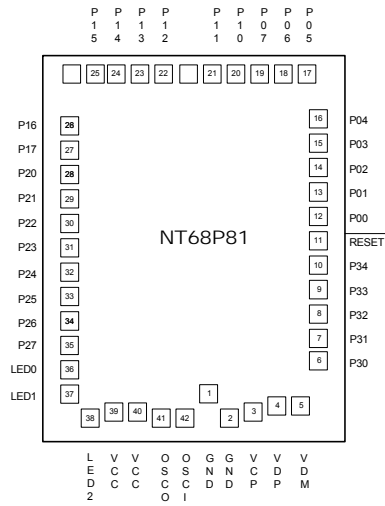 P15 P14 P13 P12 P11 P10 P07 P06 P05
25 24 23 22 21 20 19 18 17
P16 28 16 P04
P17 27 15 P03
P20 28 14 P02
P21 29 13 P01
P22 30 12 P00
NT68P81
P23 31 11 RESET
P24 32 10 P34
P25 33 9 P33
P26 34 8 P32
P27 35 7 P31
LED0 36 6 P30
LED1 37 1
38 39 40 41 42 2 3 4 5
LED2 VCC VCC OSCO OSCI GND GND VCP VDP VDM